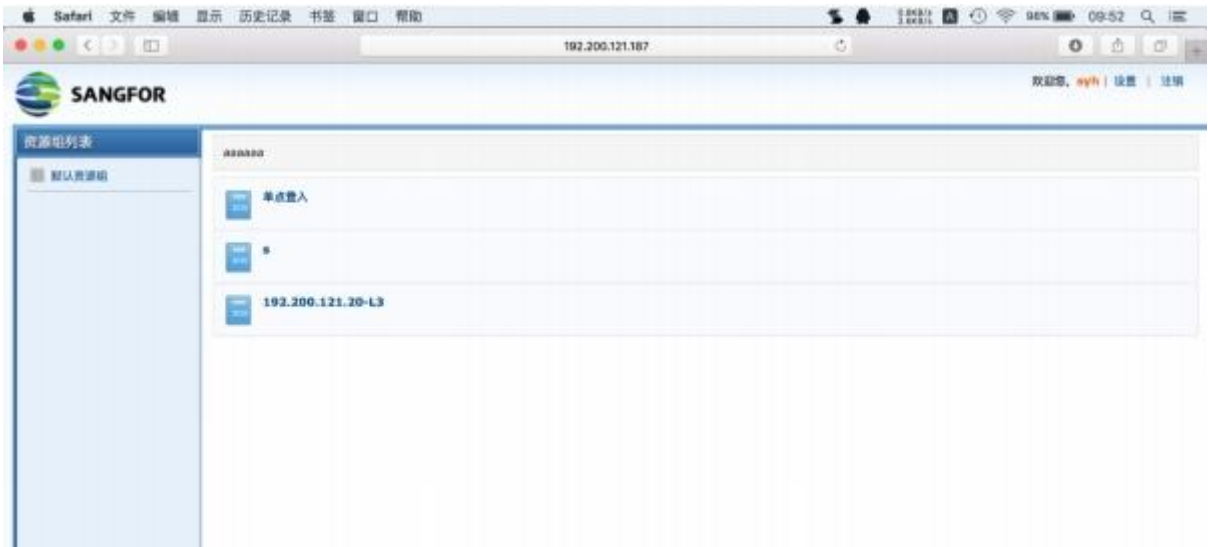 Safari 文件 编辑 显示 历史记录 书签 窗口 帮助
98% 09:52
192.200.121.187
SANGFOR
欢迎您, syh | 设置 | 注销
资源组列表
默认资源组
aaaaaa
单点登入
s
192.200.121.20-L3